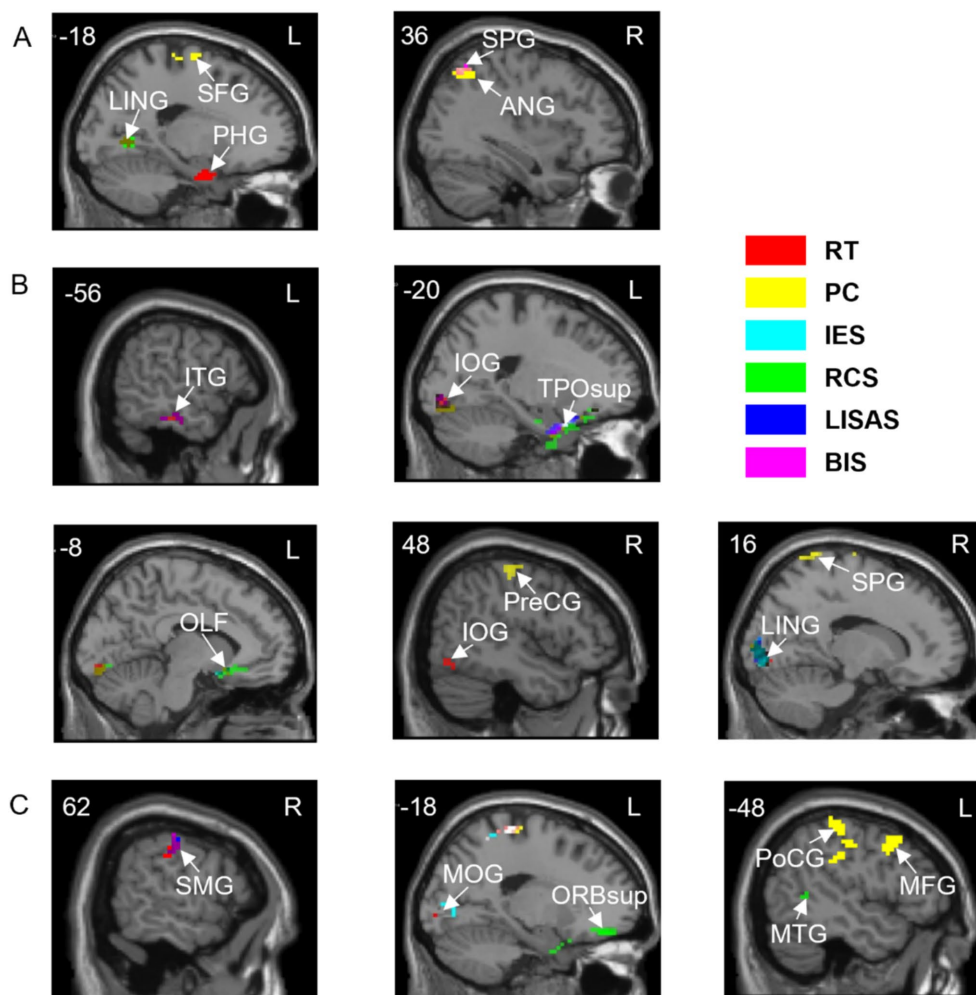 A
-18
L
SFG
LING
PHG
36
R
SPG
ANG
RT
PC
IES
RCS
LISAS
BIS
B
-56
L
ITG
-20
L
IOG
TPOsup
-8
L
OLF
48
R
PreCG
IOG
16
R
SPG
LING
C
62
R
SMG
-18
L
MOG
ORBsup
-48
L
PoCG
MFG
MTG